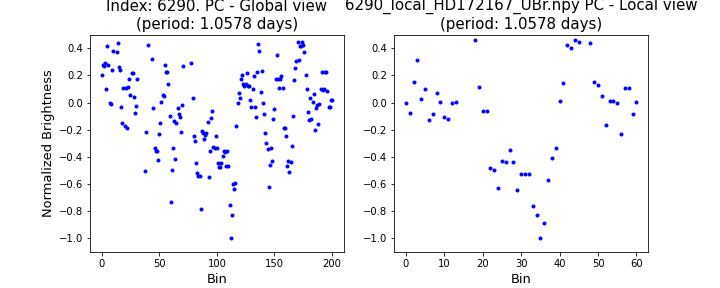 Index: 6290. PC - Global view
(period: 1.0578 days)
6290_local_HD172167_UBr.npy PC - Local view
(period: 1.0578 days)
Normalized Brightness
0.4
0.2
0.0
−0.2
−0.4
−0.6
−0.8
−1.0
0 50 100 150 200
Bin
0.4
0.2
0.0
−0.2
−0.4
−0.6
−0.8
−1.0
0 10 20 30 40 50 60
Bin